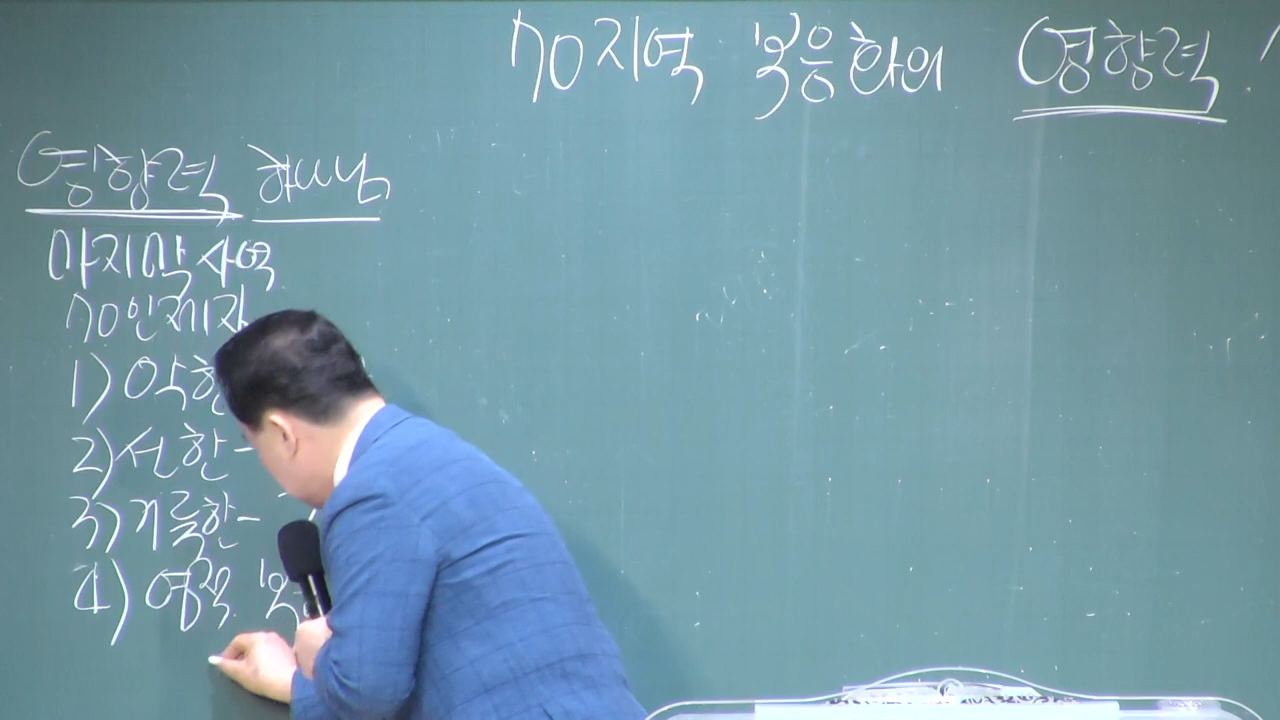 70지역 복음화의 영향력
영향력 하나님
마지막 사역
70인 제자
1) 악한
2) 선한 -
3) 거룩한 -
4) 영적